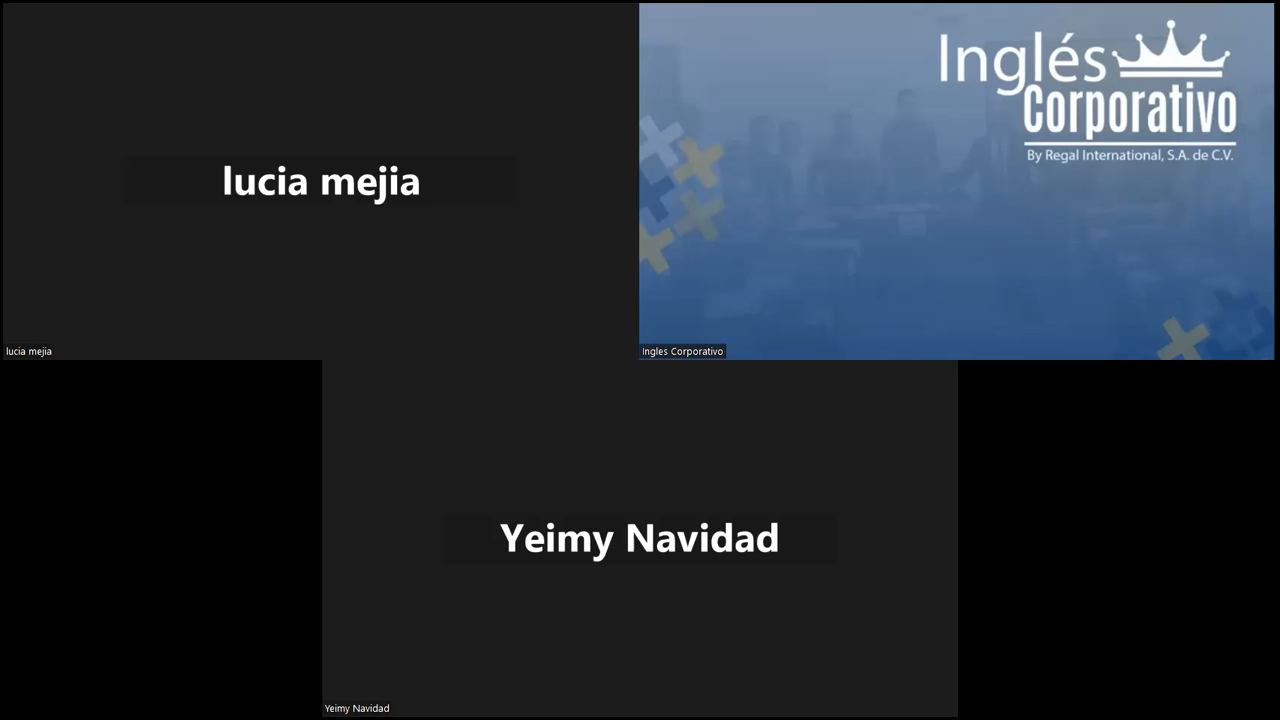 Inglés
Corporativo
By Regal International, S.A. de C.V.
lucia mejia
lucia mejia
Ingles Corporativo
Yeimy Navidad
Yeimy Navidad